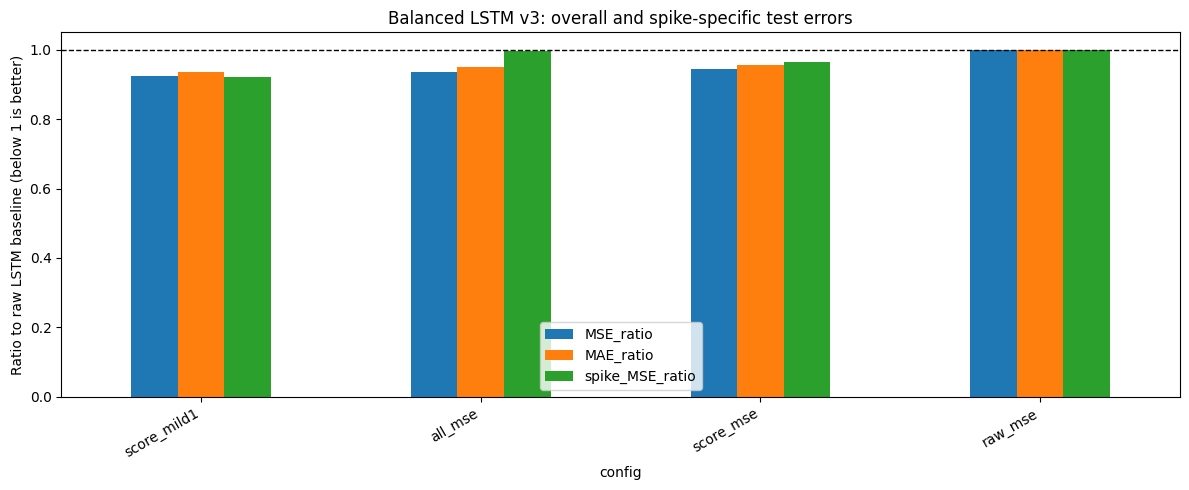 Balanced LSTM v3: overall and spike-specific test errors
Ratio to raw LSTM baseline (below 1 is better)
1.0
0.8
0.6
0.4
0.2
0.0
MSE_ratio
MAE_ratio
spike_MSE_ratio
score_mild1
all_mse
score_mse
raw_mse
config